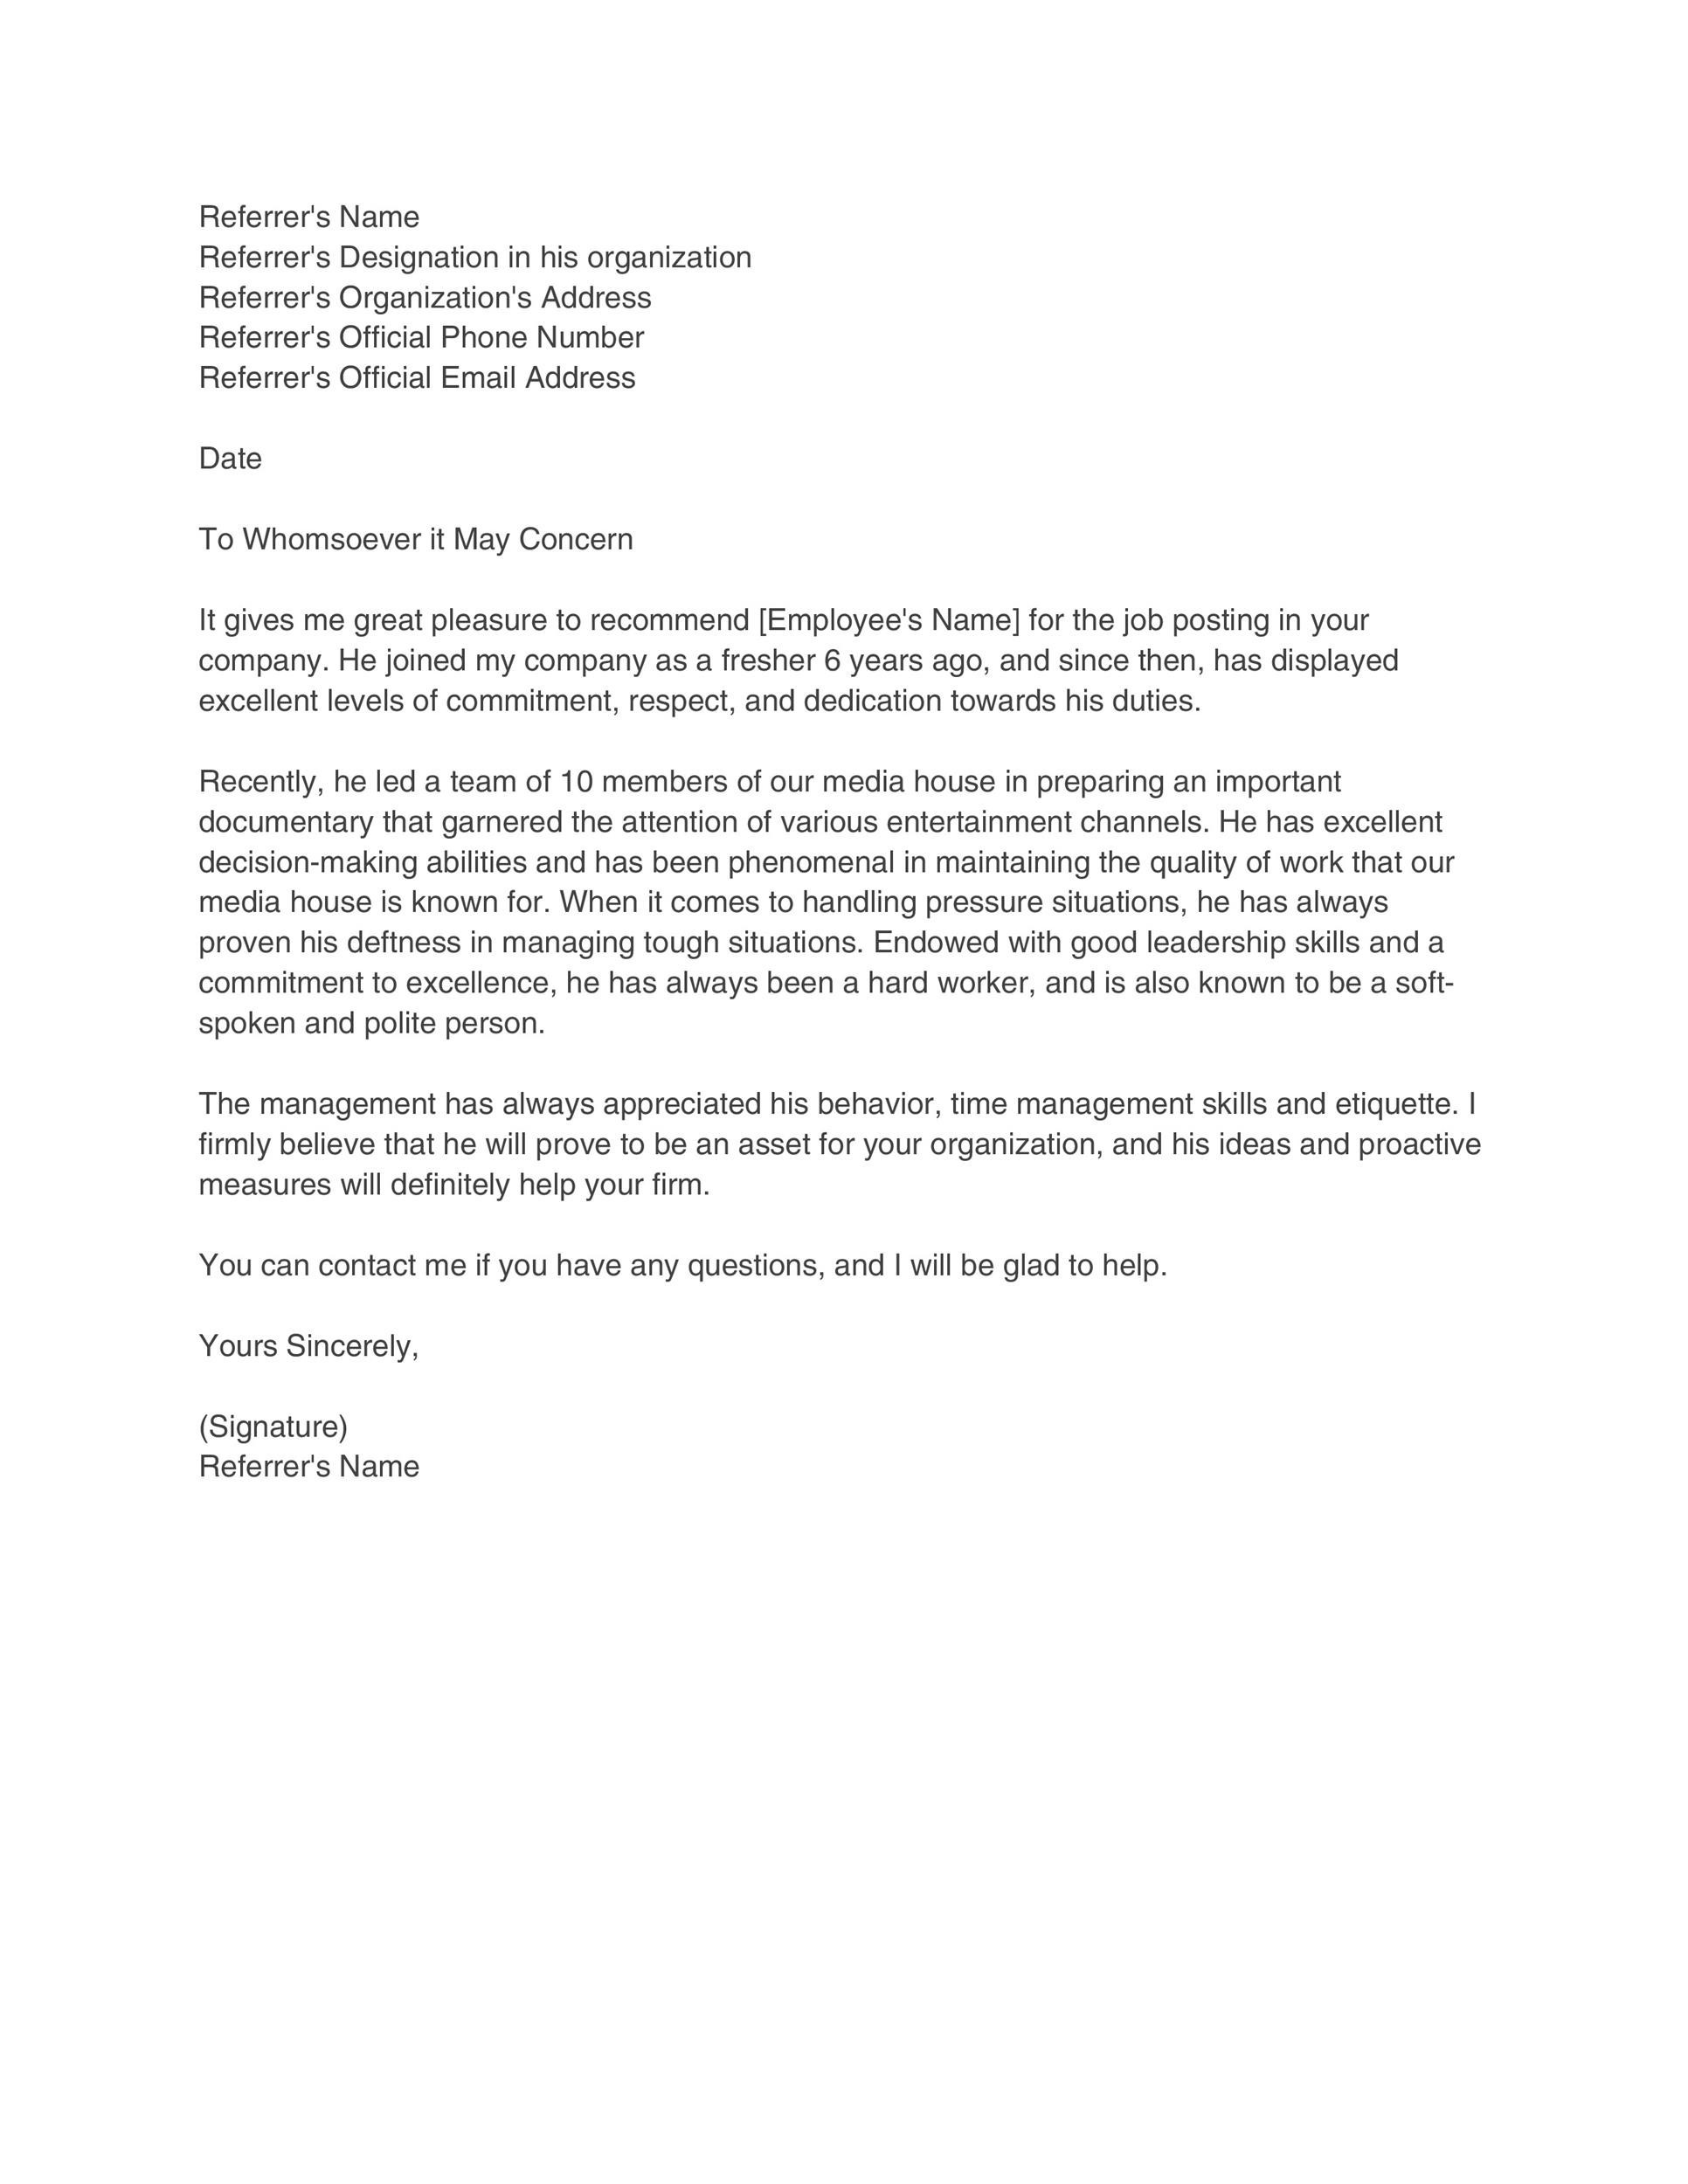 Referrer's Name
Referrer's Designation in his organization
Referrer's Organization's Address
Referrer's Official Phone Number
Referrer's Official Email Address
Date
To Whomsoever it May Concern
It gives me great pleasure to recommend [Employee's Name] for the job posting in your
company. He joined my company as a fresher 6 years ago, and since then, has displayed
excellent levels of commitment, respect, and dedication towards his duties.
Recently, he led a team of 10 members of our media house in preparing an important
documentary that garnered the attention of various entertainment channels. He has excellent
decision-making abilities and has been phenomenal in maintaining the quality of work that our
media house is known for. When it comes to handling pressure situations, he has always
proven his deftness in managing tough situations. Endowed with good leadership skills and a
commitment to excellence, he has always been a hard worker, and is also known to be a soft-
spoken and polite person.
The management has always appreciated his behavior, time management skills and etiquette. I
firmly believe that he will prove to be an asset for your organization, and his ideas and proactive
measures will definitely help your firm.
You can contact me if you have any questions, and I will be glad to help.
Yours Sincerely,
(Signature)
Referrer's Name